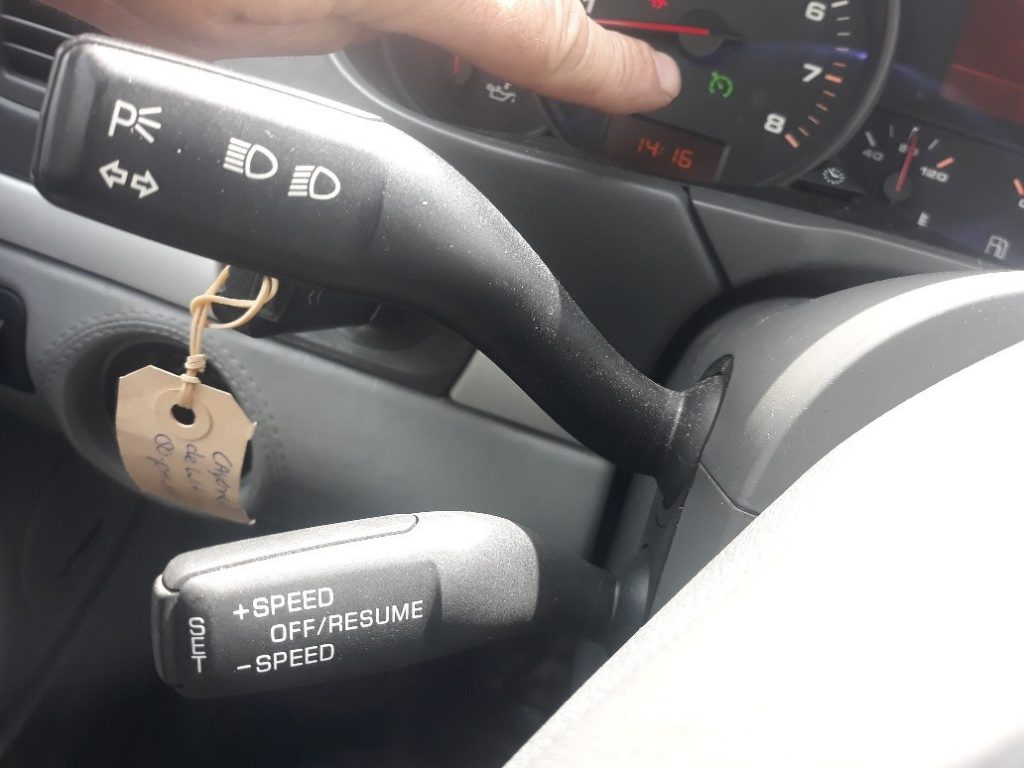 6
7
8
14:16
40
120
E
P
+SPEED
OFF/RESUME
-SPEED
SET